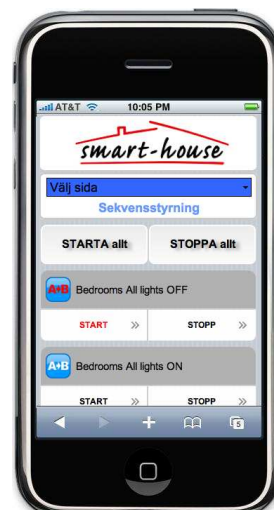 AT&T 10:05 PM
smart-house
Välj sida
Sekvensstyrning
STARTA allt STOPPA allt
A+B Bedrooms All lights OFF
START >> STOPP >>
A+B Bedrooms All lights ON
START >> STOPP >>
5